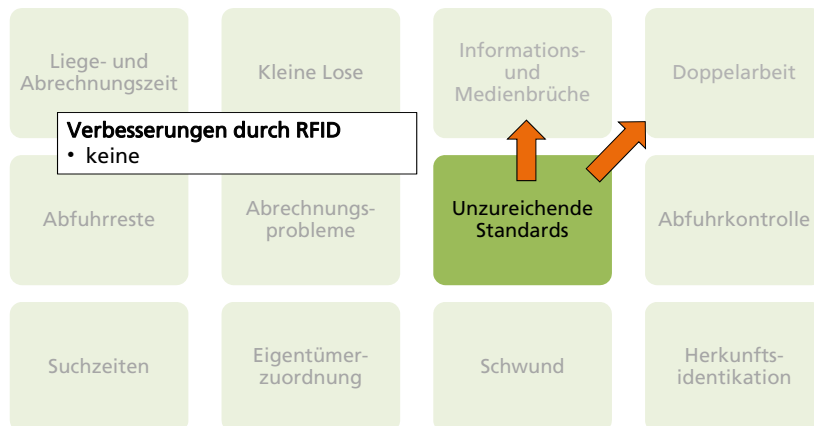 Liege- und
Abrechnungszeit
Kleine Lose
Informations-
und
Medienbrüche
Doppelarbeit
Verbesserungen durch RFID
• keine
Abfuhrreste
Abrechnungs-
probleme
Unzureichende
Standards
Abfuhrkontrolle
Suchzeiten
Eigentümer-
zuordnung
Schwund
Herkunfts-
identikation